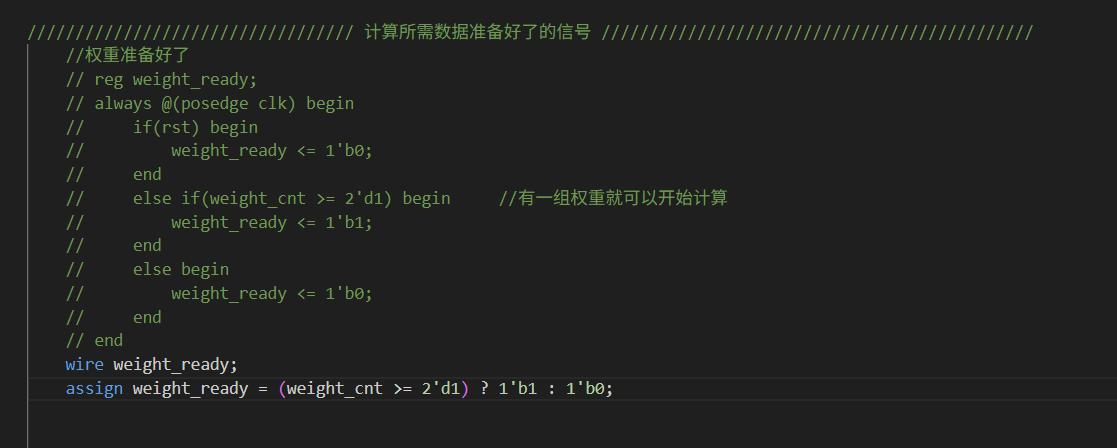 ////////////////////////////////// 计算所需数据准备好了的信号 /////////////////////////////////////////////
//权重准备好了
// reg weight_ready;
// always @(posedge clk) begin
//     if(rst) begin
//         weight_ready <= 1'b0;
//     end
//     else if(weight_cnt >= 2'd1) begin     //有一组权重就可以开始计算
//         weight_ready <= 1'b1;
//     end
//     else begin
//         weight_ready <= 1'b0;
//     end
// end
wire weight_ready;
assign weight_ready = (weight_cnt >= 2'd1) ? 1'b1 : 1'b0;